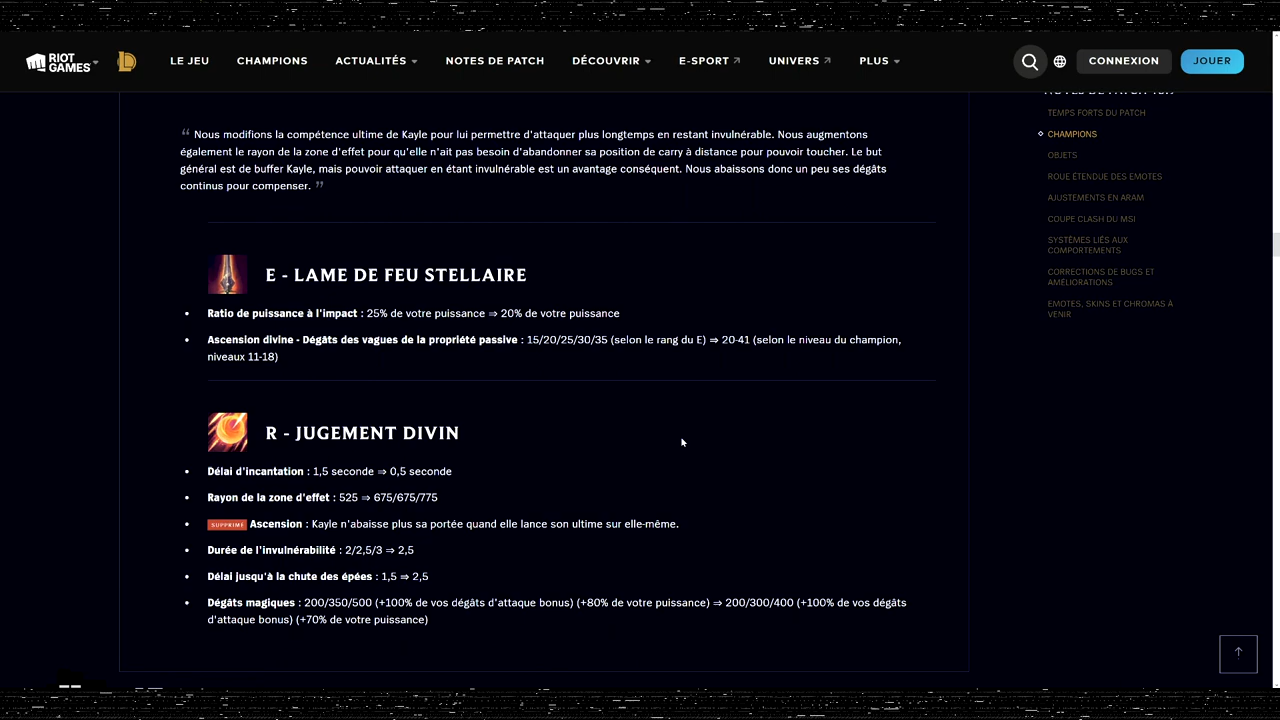 RIOT GAMES
LE JEU
CHAMPIONS
ACTUALITÉS
NOTES DE PATCH
DÉCOUVRIR
E-SPORT
UNIVERS
PLUS
CONNEXION
JOUER
“ Nous modifions la compétence ultime de Kayle pour lui permettre d'attaquer plus longtemps en restant invulnérable. Nous augmentons
également le rayon de la zone d'effet pour qu'elle n'ait pas besoin d'abandonner sa position de carry à distance pour pouvoir toucher. Le but
général est de buffer Kayle, mais pouvoir attaquer en étant invulnérable est un avantage conséquent. Nous abaissons donc un peu ses dégâts
continus pour compenser. ”
E - LAME DE FEU STELLAIRE
• Ratio de puissance à l'impact : 25% de votre puissance ⇒ 20% de votre puissance
• Ascension divine - Dégâts des vagues de la propriété passive : 15/20/25/30/35 (selon le rang du E) ⇒ 20-41 (selon le niveau du champion,
niveaux 11-18)
R - JUGEMENT DIVIN
• Délai d'incantation : 1,5 seconde ⇒ 0,5 seconde
• Rayon de la zone d'effet : 525 ⇒ 675/675/775
• SUPPRIMÉ Ascension : Kayle n'abaisse plus sa portée quand elle lance son ultime sur elle-même.
• Durée de l'invulnérabilité : 2/2,5/3 ⇒ 2,5
• Délai jusqu'à la chute des épées : 1,5 ⇒ 2,5
• Dégâts magiques : 200/350/500 (+100% de vos dégâts d'attaque bonus) (+80% de votre puissance) ⇒ 200/300/400 (+100% de vos dégâts
d'attaque bonus) (+70% de votre puissance)
TEMPS FORTS DU PATCH
CHAMPIONS
OBJETS
ROUE ÉTENDUE DES EMOTES
AJUSTEMENTS EN ARAM
COUPE CLASH DU MSI
SYSTÈMES LIÉS AUX
COMPORTEMENTS
CORRECTIONS DE BUGS ET
AMÉLIORATIONS
EMOTES, SKINS ET CHROMAS À
VENIR